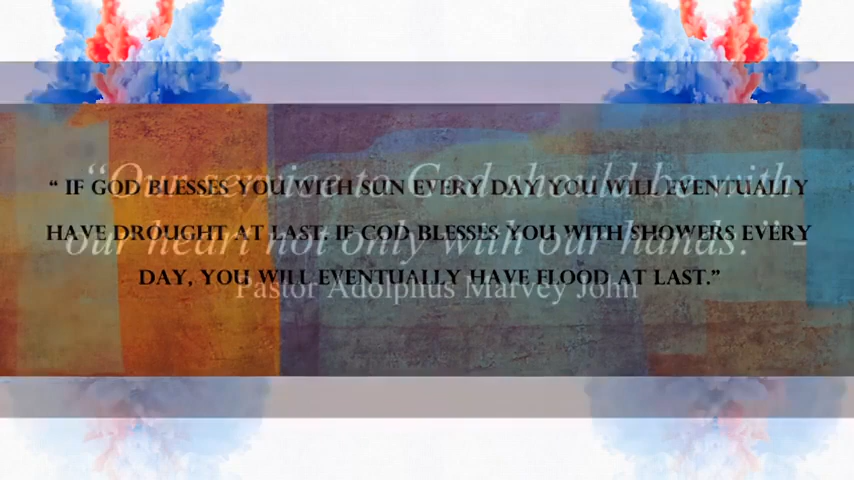 “ IF GOD BLESSES YOU WITH SUN EVERY DAY YOU WILL EVENTUALLY
HAVE DROUGHT AT LAST. IF GOD BLESSES YOU WITH SHOWERS EVERY
DAY, YOU WILL EVENTUALLY HAVE FLOOD AT LAST.”
“Our service to God should be with
our heart not only with our hands.” -
Pastor Adolphus Marvey John